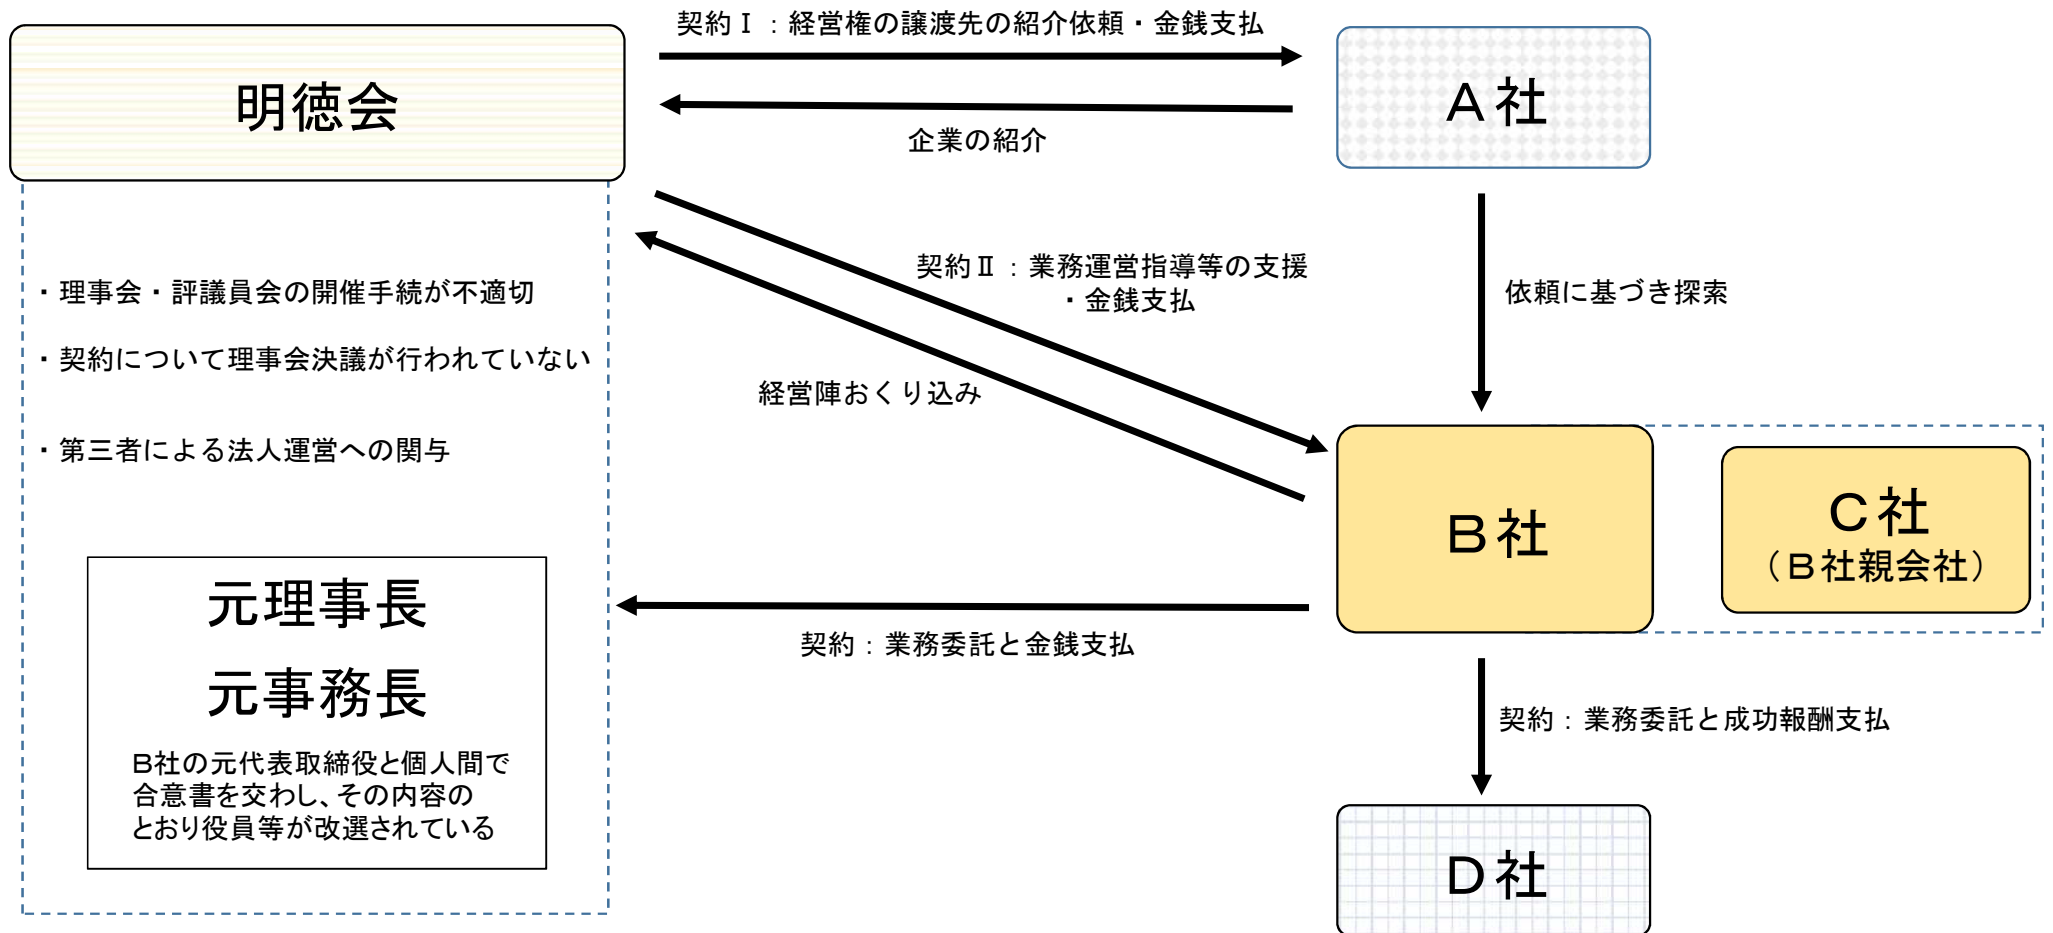 契約Ⅰ：経営権の譲渡先の紹介依頼・金銭支払
明徳会
A社
企業の紹介
契約Ⅱ：業務運営指導等の支援
・金銭支払
依頼に基づき探索
・理事会・評議員会の開催手続が不適切
・契約について理事会決議が行われていない
経営陣おくり込み
・第三者による法人運営への関与
B社
C社
（B社親会社）
元理事長
契約：業務委託と金銭支払
元事務長
契約：業務委託と成功報酬支払
B社の元代表取締役と個人間で
合意書を交わし、その内容の
とおり役員等が改選されている
D社